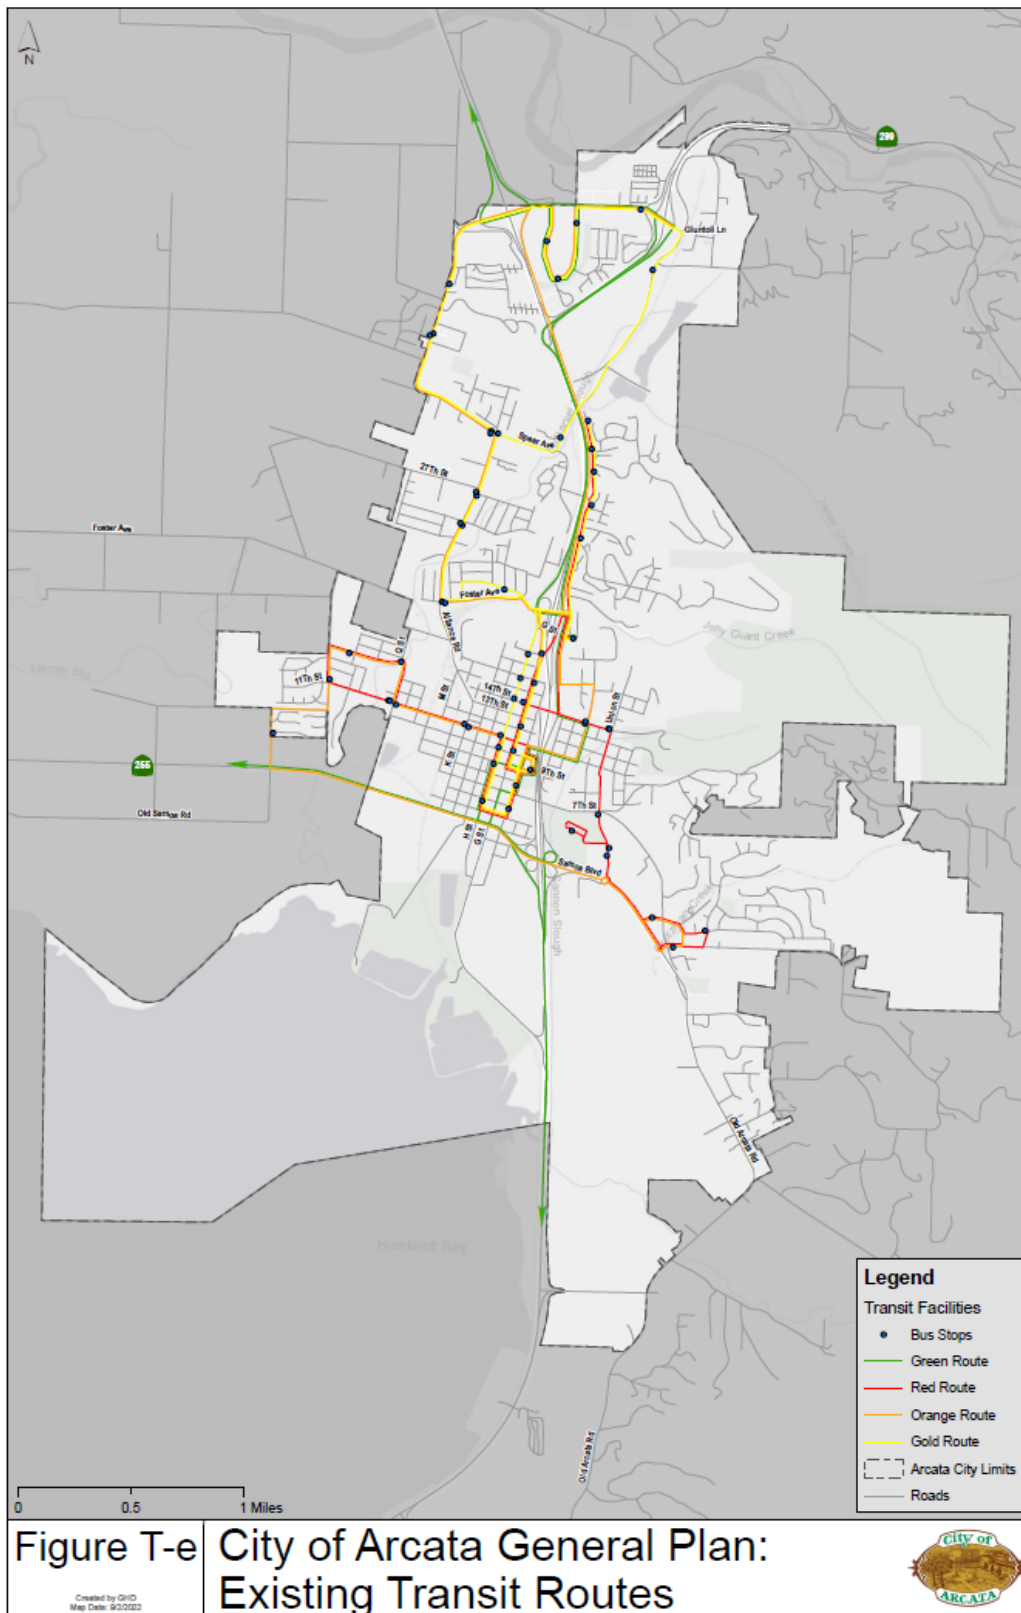 N
299
Giuntoli Ln
Mackel Slough
Spear Ave
27Th St
Foster Ave
Foster Ave
Janes Creek
Jolly Giant Creek
G St
Alliance Rd
Q St
11Th St
M St
14Th St
12Th St
Union St
K St
9Th St
255
Old Samoa Rd
7Th St
H St
G St
Samoa Blvd
Gannon Slough
Old Arcata Rd
Humboldt Bay
Old Arcata Rd
Legend
Transit Facilities
Bus Stops
Green Route
Red Route
Orange Route
Gold Route
Arcata City Limits
Roads
0 0.5 1 Miles
Figure T-e
Created by GHD
Map Date: 9/2/2022
City of Arcata General Plan:
Existing Transit Routes
City of
ARCATA